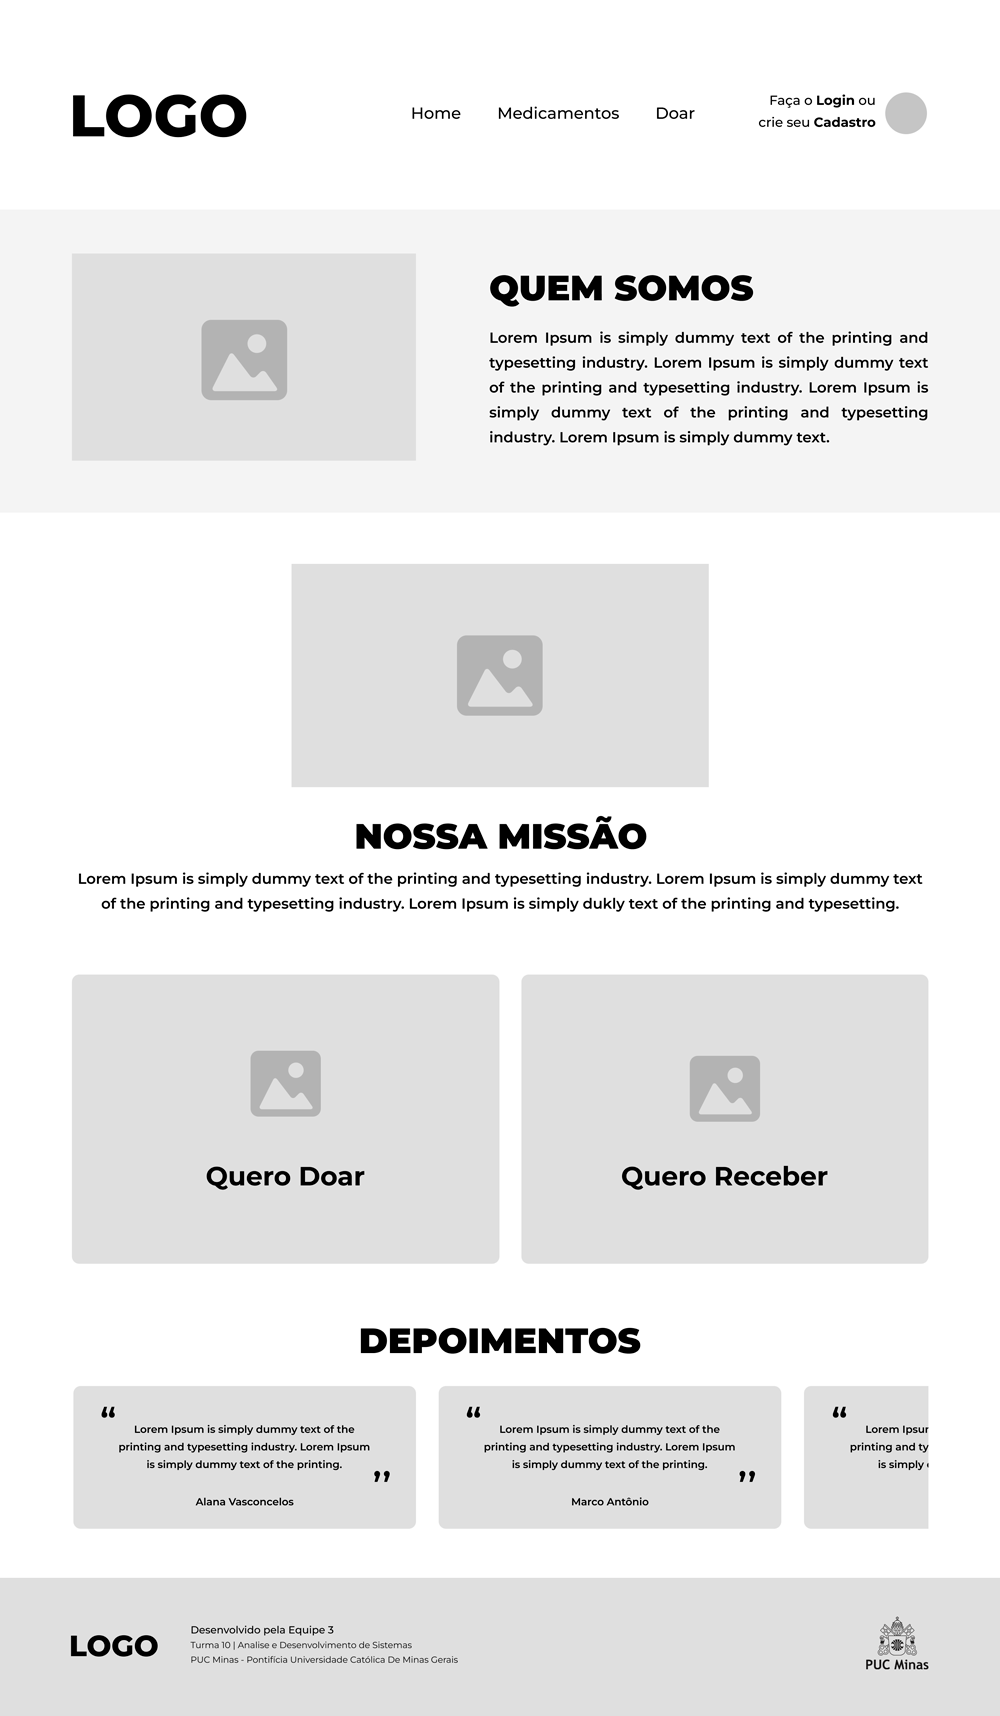 LOGO
Home Medicamentos Doar
Faça o Login ou
crie seu Cadastro
QUEM SOMOS
Lorem Ipsum is simply dummy text of the printing and
typesetting industry. Lorem Ipsum is simply dummy text
of the printing and typesetting industry. Lorem Ipsum is
simply dummy text of the printing and typesetting
industry. Lorem Ipsum is simply dummy text.
NOSSA MISSÃO
Lorem Ipsum is simply dummy text of the printing and typesetting industry. Lorem Ipsum is simply dummy text
of the printing and typesetting industry. Lorem Ipsum is simply dukly text of the printing and typesetting.
Quero Doar
Quero Receber
DEPOIMENTOS
“
Lorem Ipsum is simply dummy text of the
printing and typesetting industry. Lorem Ipsum
is simply dummy text of the printing.
”
Alana Vasconcelos
“
Lorem Ipsum is simply dummy text of the
printing and typesetting industry. Lorem Ipsum
is simply dummy text of the printing.
”
Marco Antônio
“
Lorem
printing and
is simply
LOGO
Desenvolvido pela Equipe 3
Turma 10 | Analise e Desenvolvimento de Sistemas
PUC Minas - Pontifícia Universidade Católica De Minas Gerais
PUC Minas